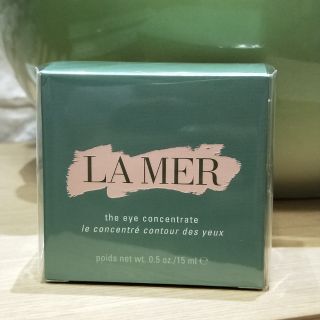 LA MER
the eye concentrate
le concentré contour des yeux
poids net wt. 0.5 oz/15 ml ℮